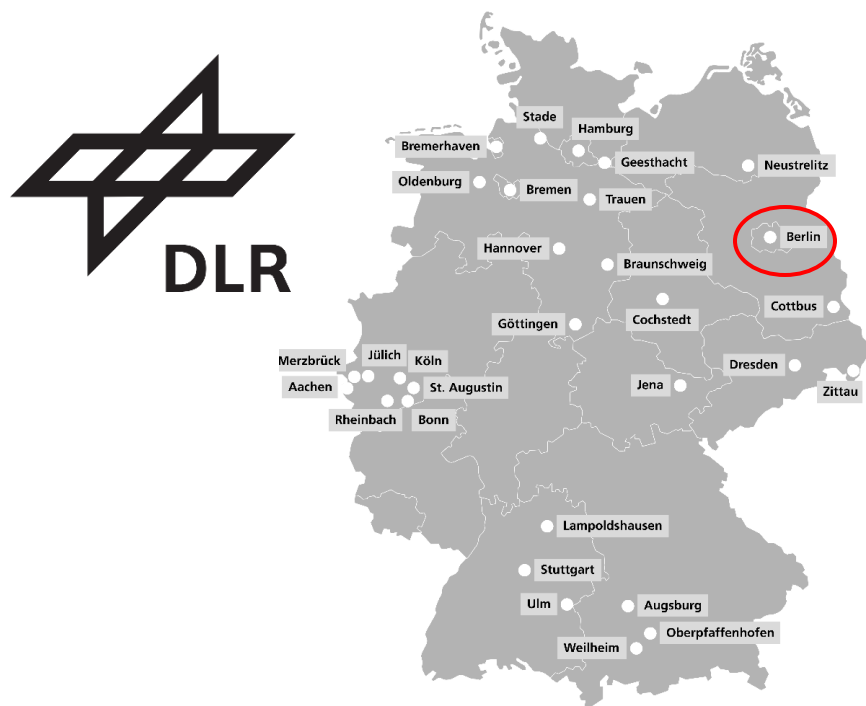 DLR
Stade
Hamburg
Bremerhaven
Geesthacht
Neustrelitz
Oldenburg
Bremen
Trauen
Berlin
Hannover
Braunschweig
Cottbus
Cochstedt
Göttingen
Merzbrück
Jülich
Köln
Dresden
Aachen
St. Augustin
Jena
Zittau
Rheinbach
Bonn
Lampoldshausen
Stuttgart
Ulm
Augsburg
Oberpfaffenhofen
Weilheim